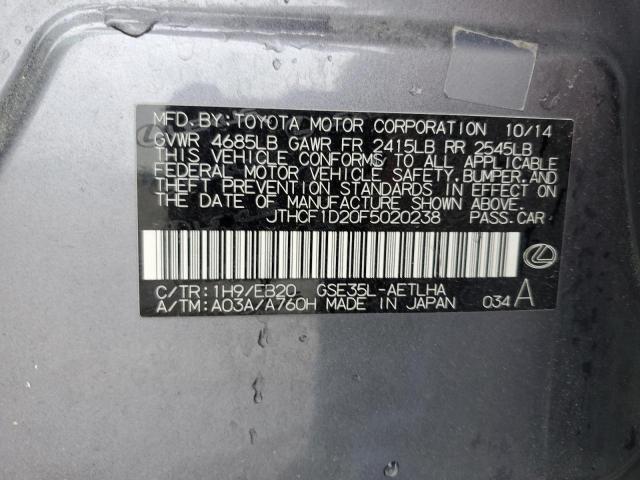 MFD. BY: TOYOTA MOTOR CORPORATION 10/14
GVWR 4685LB GAWR FR 2415LB RR 2545LB
THIS VEHICLE CONFORMS TO ALL APPLICABLE
FEDERAL MOTOR VEHICLE SAFETY, BUMPER, AND
THEFT PREVENTION STANDARDS IN EFFECT ON
THE DATE OF MANUFACTURE SHOWN ABOVE.
JTHCF1D20F5020238 PASS. CAR
C/TR: 1H9/EB20 GSE35L-AETLHA
A/TM: A03A/A760H MADE IN JAPAN 034 A